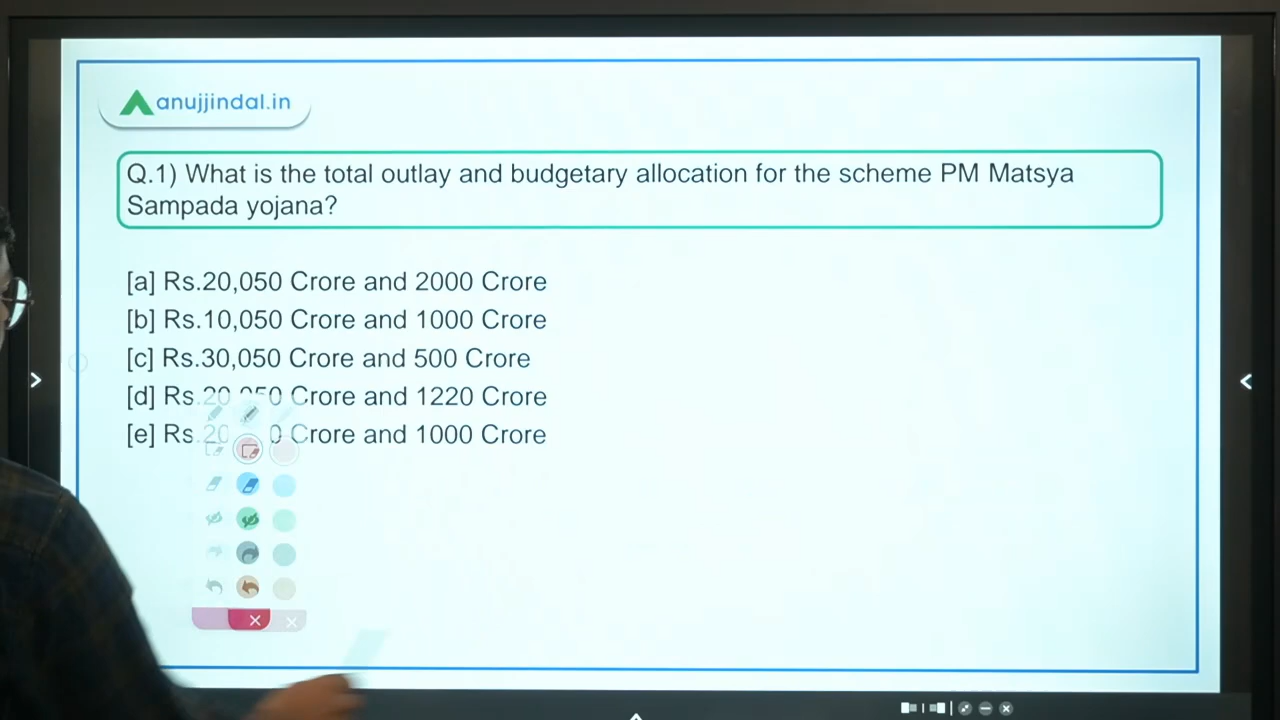 anujjindal.in
Q.1) What is the total outlay and budgetary allocation for the scheme PM Matsya
Sampada yojana?
[a] Rs.20,050 Crore and 2000 Crore
[b] Rs.10,050 Crore and 1000 Crore
[c] Rs.30,050 Crore and 500 Crore
[d] Rs.20,050 Crore and 1220 Crore
[e] Rs Crore and 1000 Crore